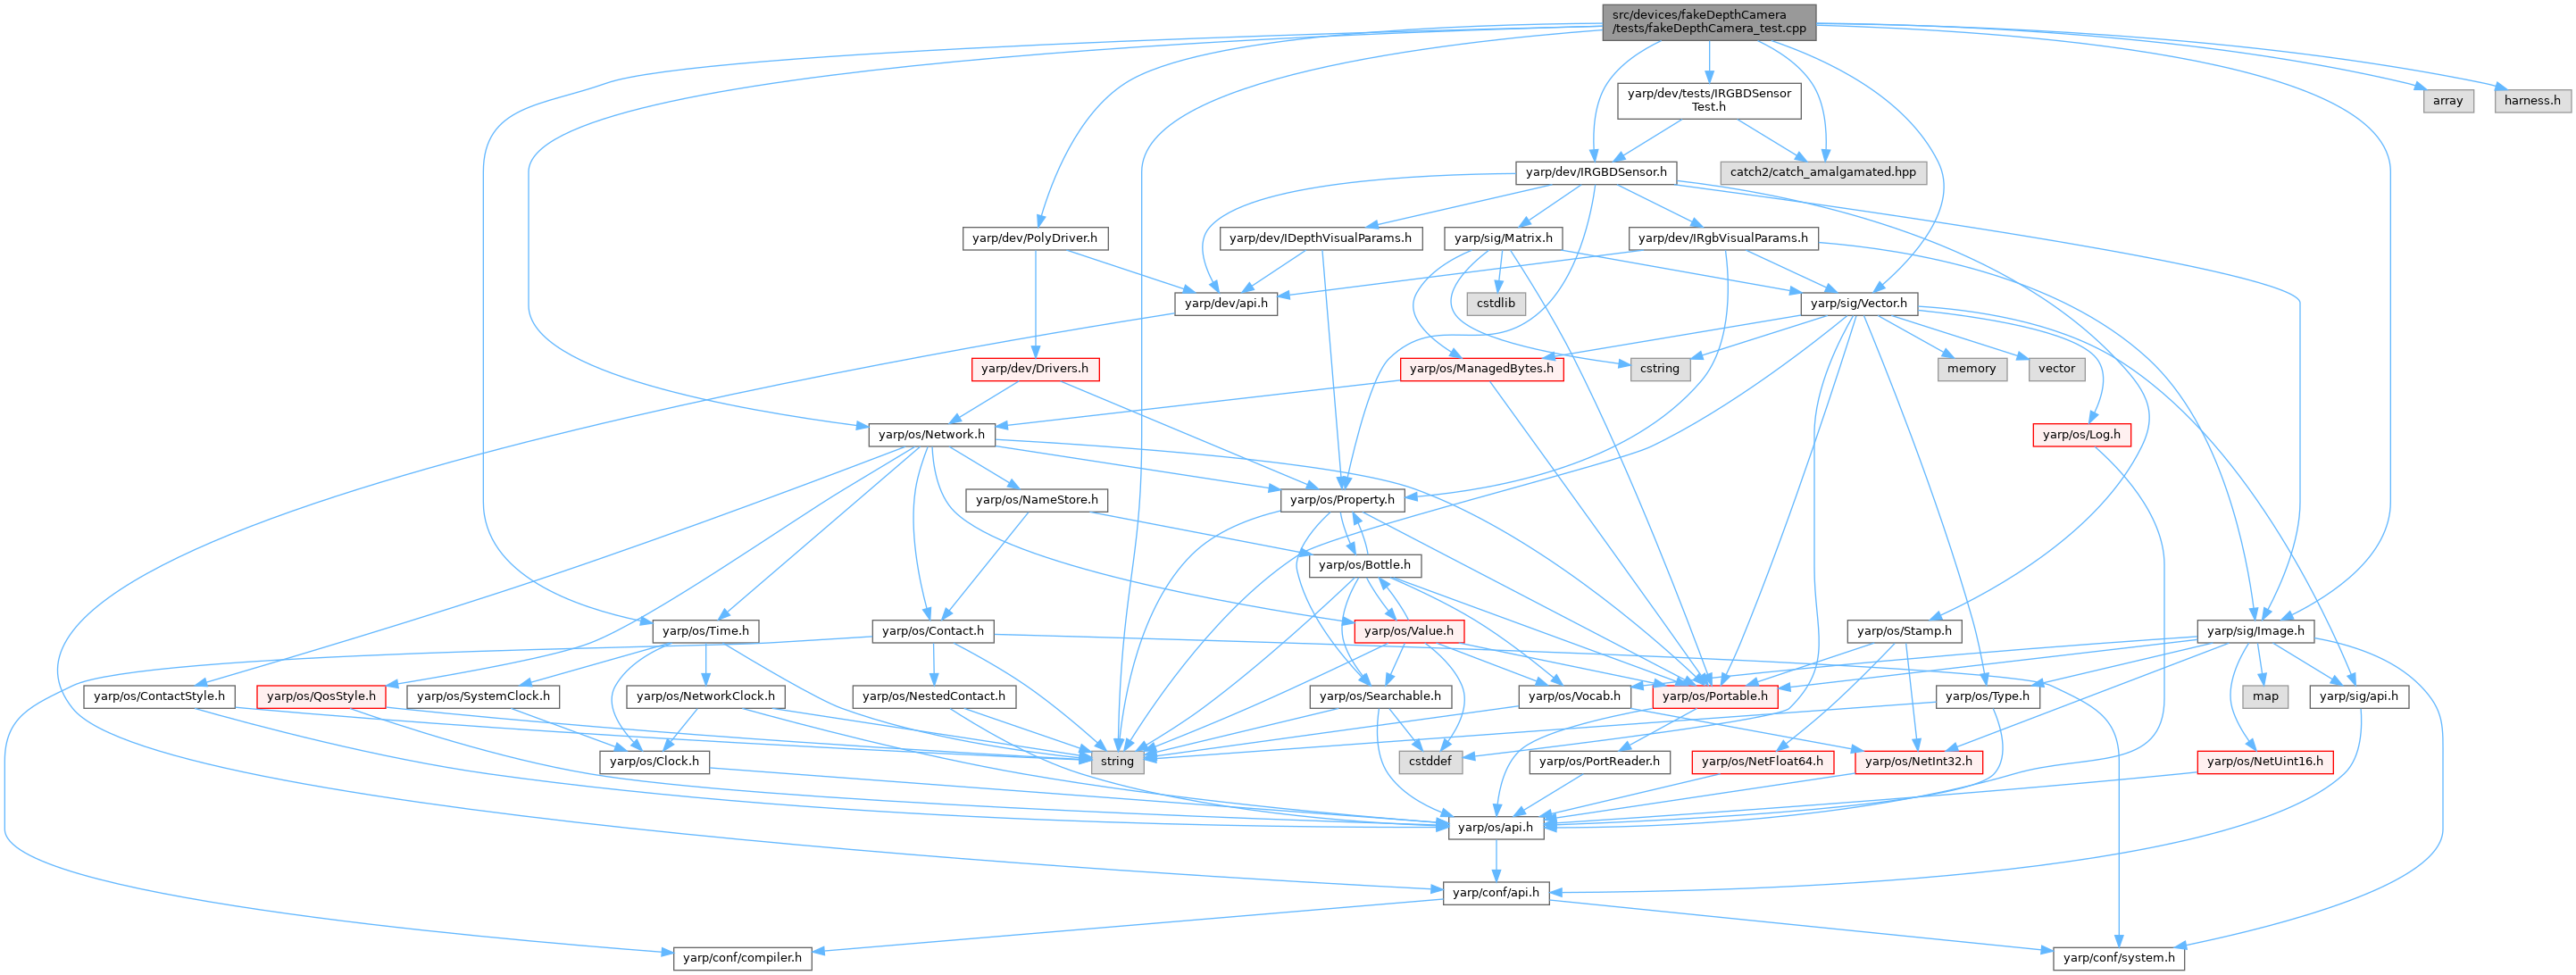 src/devices/fakeDepthCamera
/tests/fakeDepthCamera_test.cpp
yarp/dev/tests/IRGBDSensor
Test.h
array
harness.h
yarp/dev/IRGBDSensor.h
catch2/catch_amalgamated.hpp
yarp/dev/PolyDriver.h
yarp/dev/IDepthVisualParams.h
yarp/sig/Matrix.h
yarp/dev/IRgbVisualParams.h
yarp/dev/api.h
cstdlib
yarp/sig/Vector.h
yarp/dev/Drivers.h
yarp/os/ManagedBytes.h
cstring
memory
vector
yarp/os/Network.h
yarp/os/Log.h
yarp/os/NameStore.h
yarp/os/Property.h
yarp/os/Bottle.h
yarp/os/Time.h
yarp/os/Contact.h
yarp/os/Value.h
yarp/os/Stamp.h
yarp/sig/Image.h
yarp/os/ContactStyle.h
yarp/os/QosStyle.h
yarp/os/SystemClock.h
yarp/os/NetworkClock.h
yarp/os/NestedContact.h
yarp/os/Searchable.h
yarp/os/Vocab.h
yarp/os/Portable.h
yarp/os/Type.h
map
yarp/sig/api.h
yarp/os/Clock.h
string
cstddef
yarp/os/PortReader.h
yarp/os/NetFloat64.h
yarp/os/NetInt32.h
yarp/os/NetUint16.h
yarp/os/api.h
yarp/conf/api.h
yarp/conf/compiler.h
yarp/conf/system.h